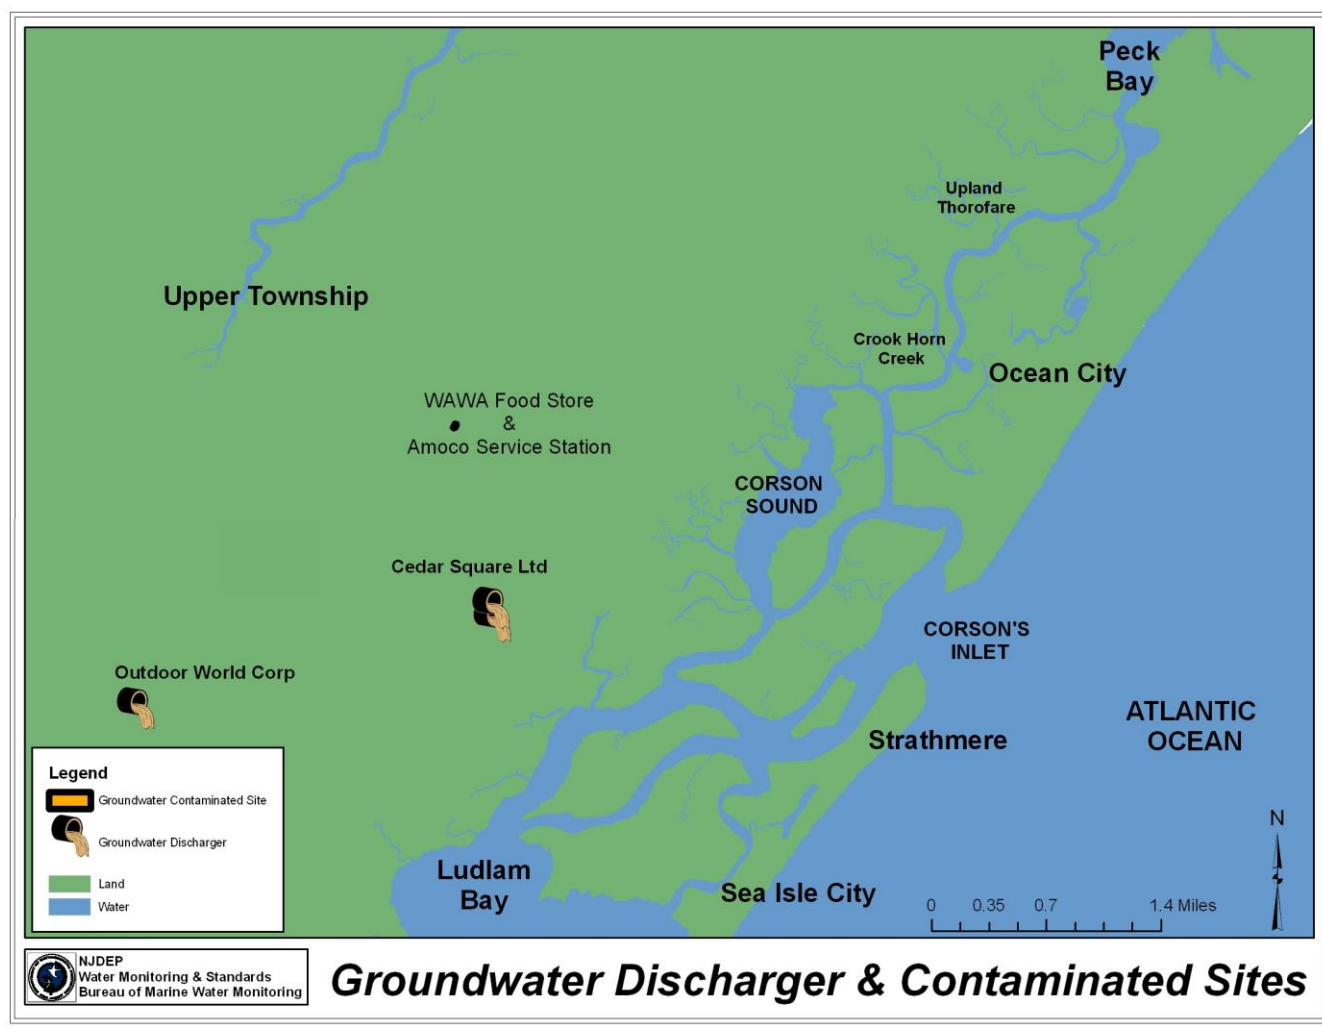 Peck
Bay
Upland
Thorofare
Upper Township
Crook Horn
Creek
Ocean City
WAWA Food Store
&
Amoco Service Station
CORSON
SOUND
Cedar Square Ltd
CORSON'S
INLET
Outdoor World Corp
ATLANTIC
OCEAN
Strathmere
Legend
Groundwater Contaminated Site
Groundwater Discharger
Land
Water
Ludlam
Bay
Sea Isle City
N
0 0.35 0.7 1.4 Miles
NJDEP
Water Monitoring & Standards
Bureau of Marine Water Monitoring
Groundwater Discharger & Contaminated Sites